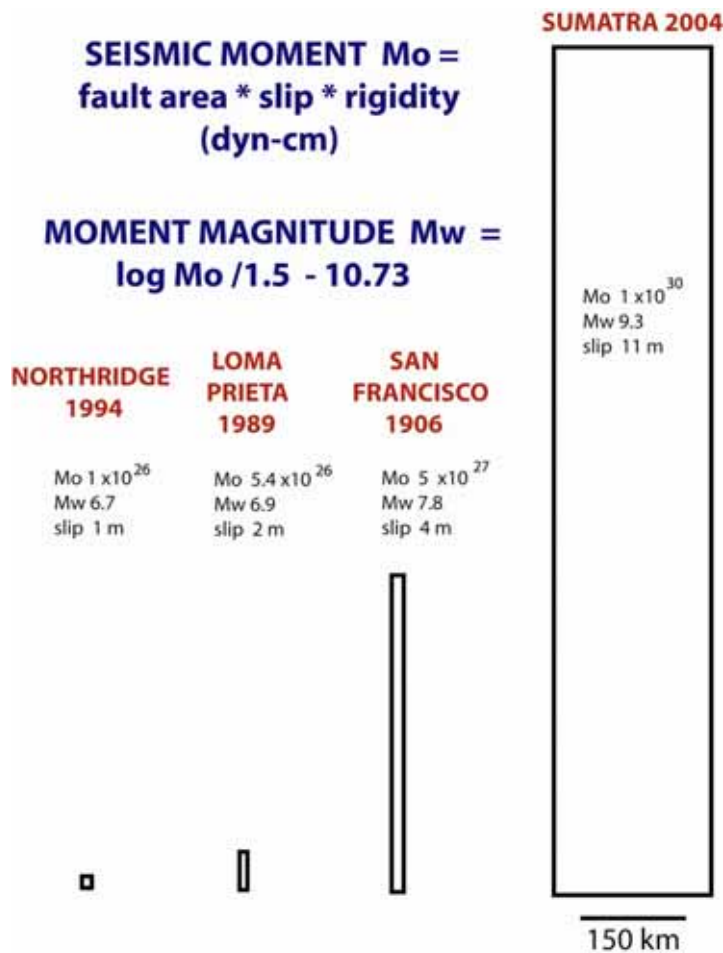 SUMATRA 2004
SEISMIC MOMENT Mo =
fault area * slip * rigidity
(dyn-cm)
MOMENT MAGNITUDE Mw =
log Mo /1.5 - 10.73
Mo 1 x10^30
Mw 9.3
slip 11 m
NORTHRIDGE
1994
Mo 1 x10^26
Mw 6.7
slip 1 m
LOMA
PRIETA
1989
Mo 5.4 x10^26
Mw 6.9
slip 2 m
SAN
FRANCISCO
1906
Mo 5 x10^27
Mw 7.8
slip 4 m
150 km